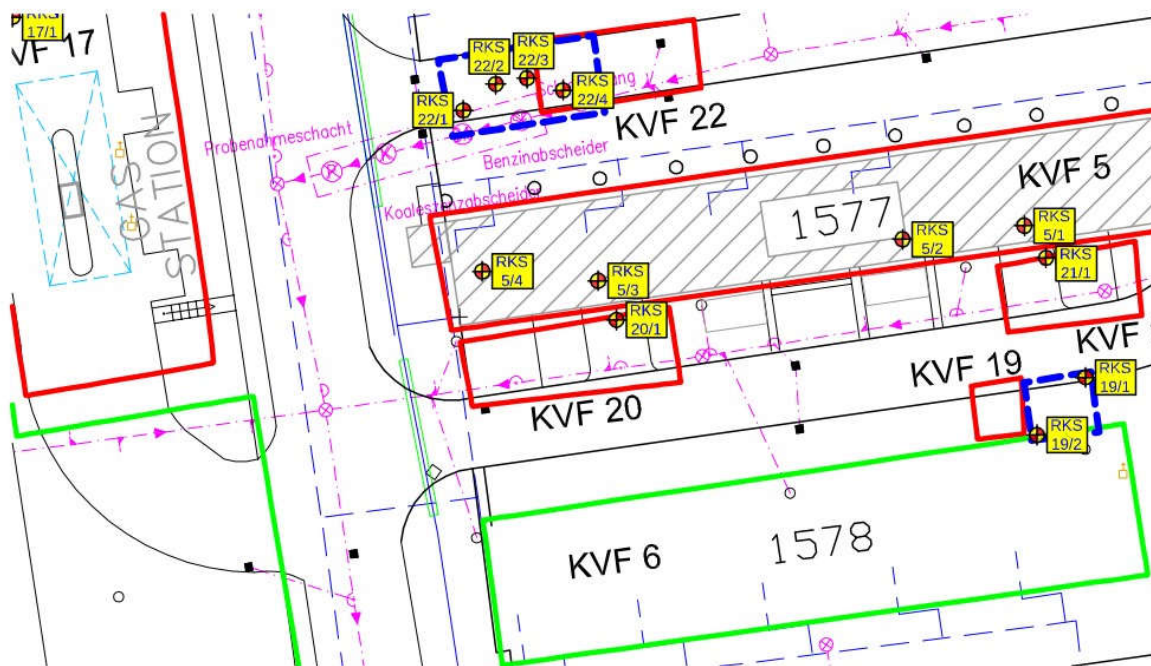 RKS
17/1
KVF 17
GAS
STATION
RKS
22/2
RKS
22/3
RKS
22/4
RKS
22/1
KVF 22
Probenahmeschacht
Benzinabscheider
Koaleszenzabscheider
KVF 5
1577
RKS
5/1
RKS
5/2
RKS
21/1
RKS
5/4
RKS
5/3
RKS
20/1
KVF 20
KVF 19
KVF
RKS
19/1
RKS
19/2
KVF 6
1578